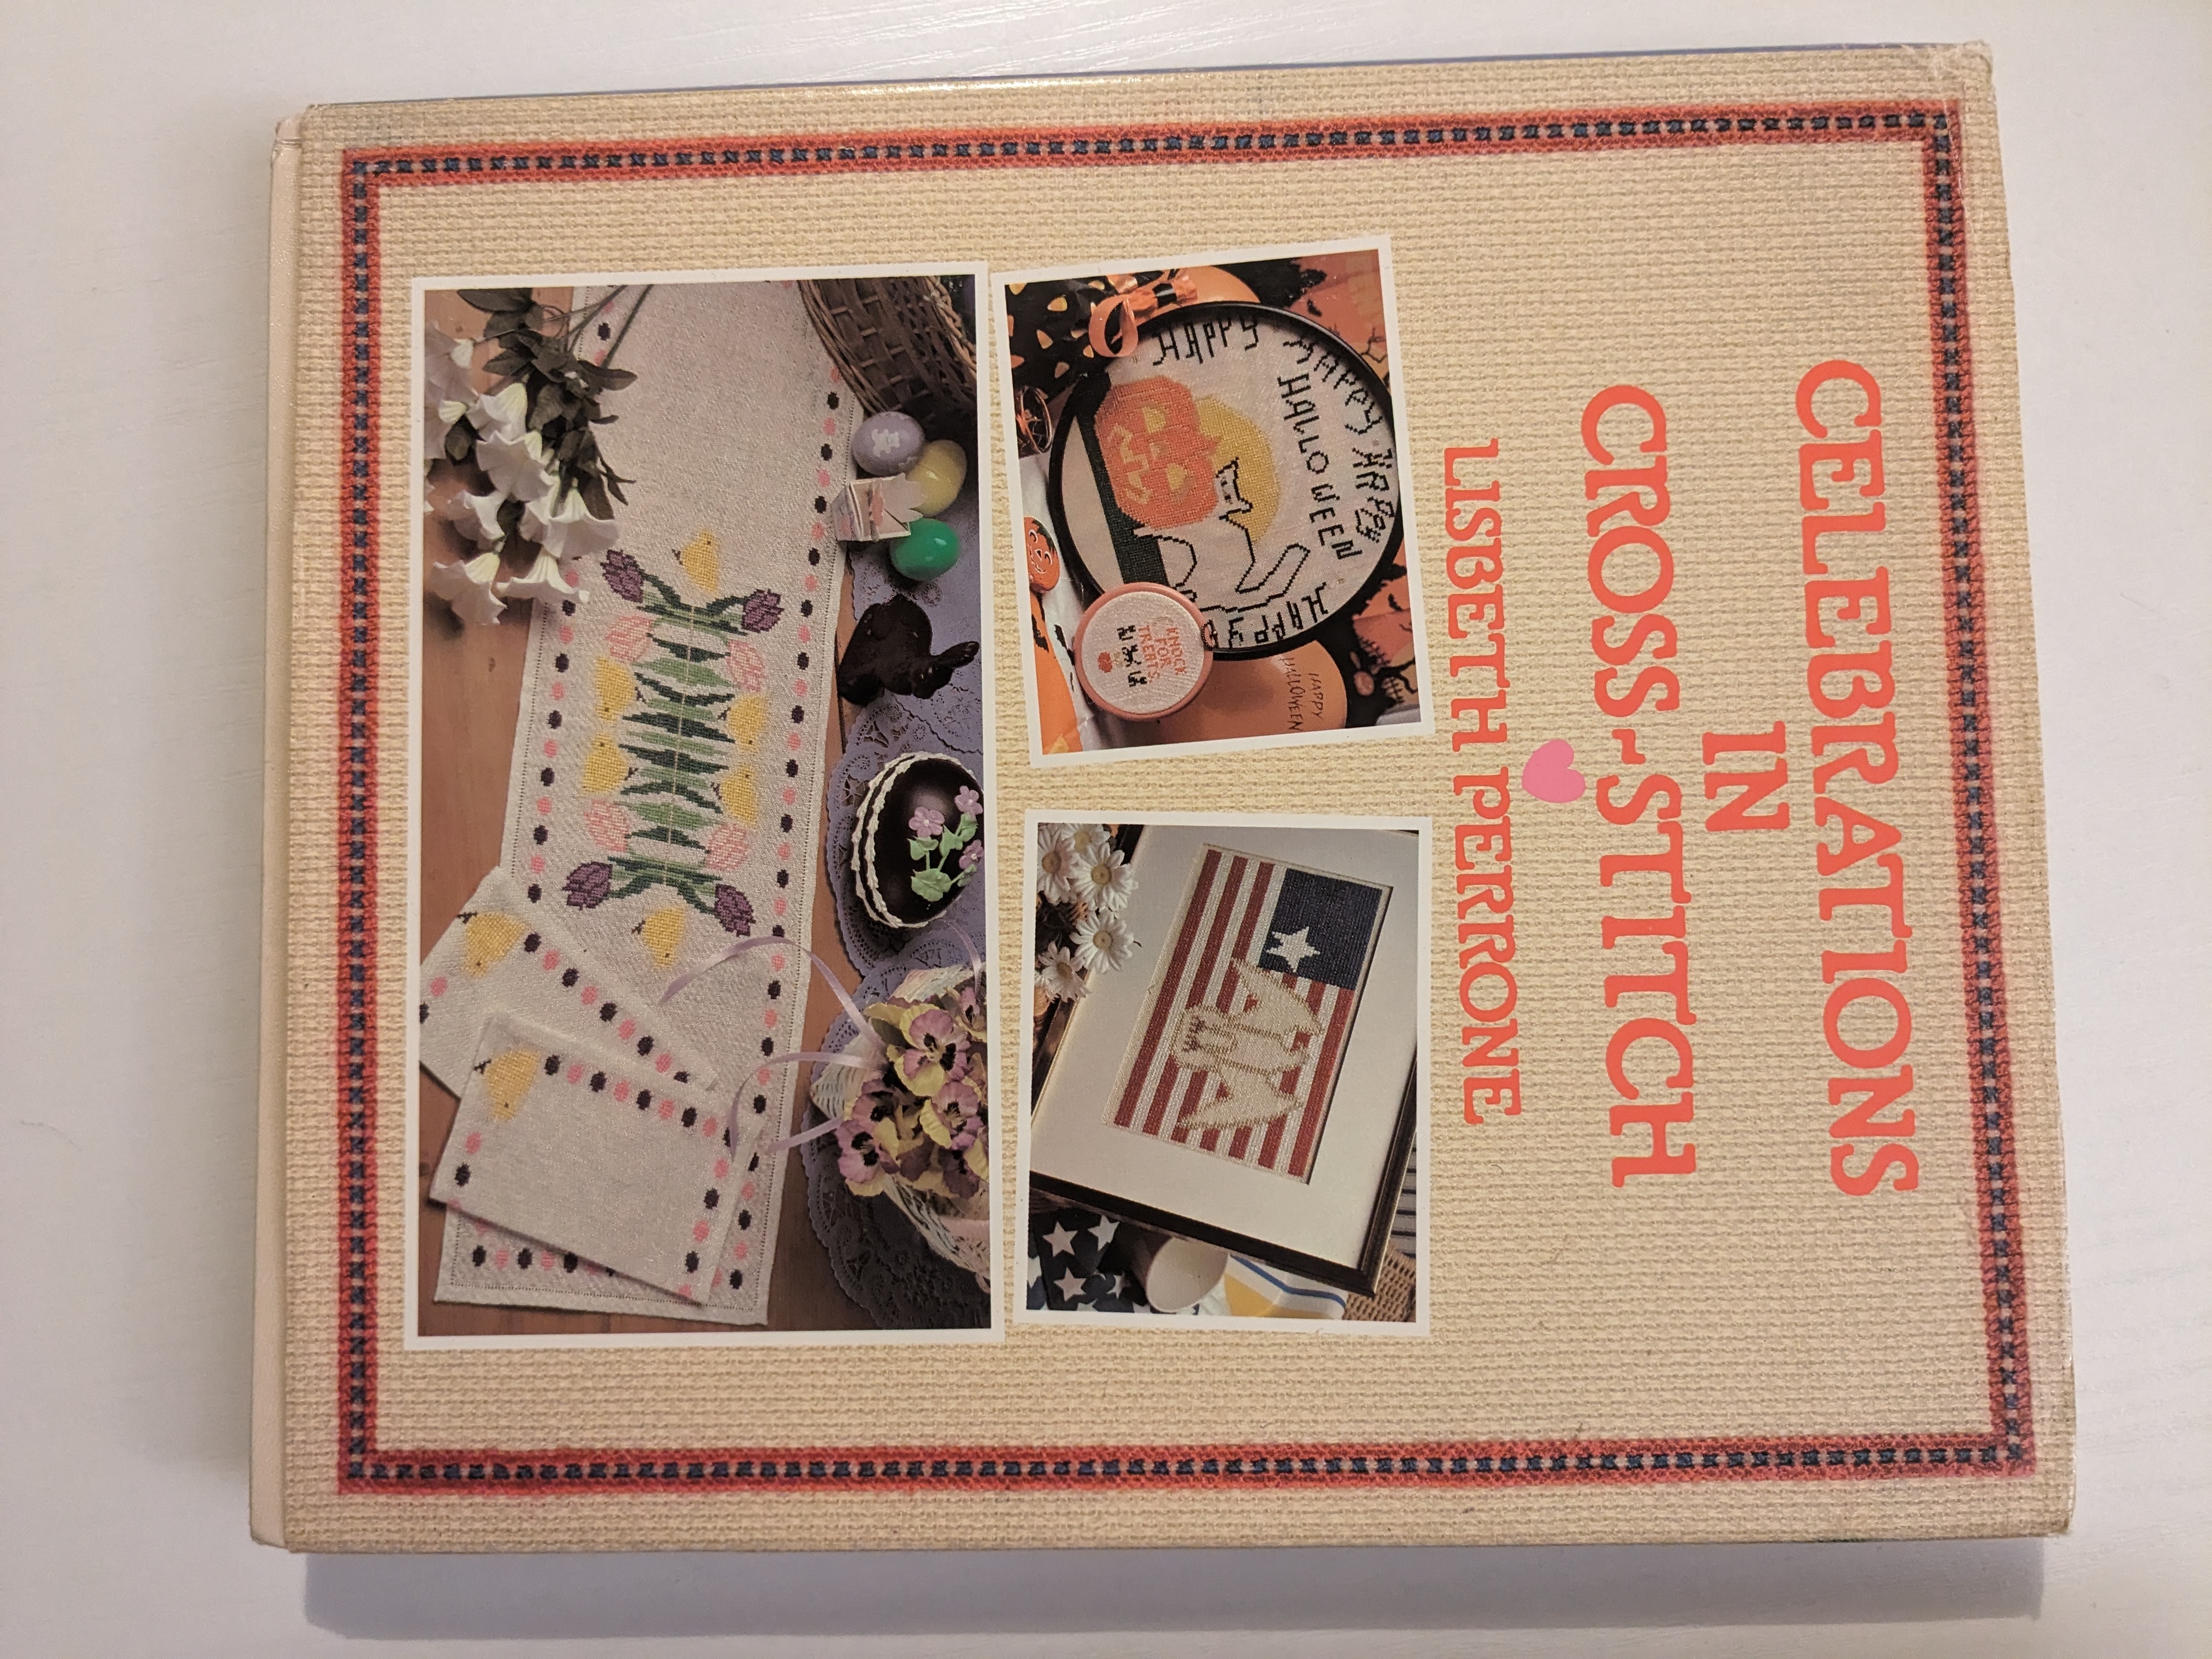 CELEBRATIONS
IN
CROSS-STITCH
LISBETH PERRONE
HAPPY HAPPY HAPPY HAPPY
HALLOWEEN
KNOCK
FOR
TREATS
HAPPY
HALLOWEEN